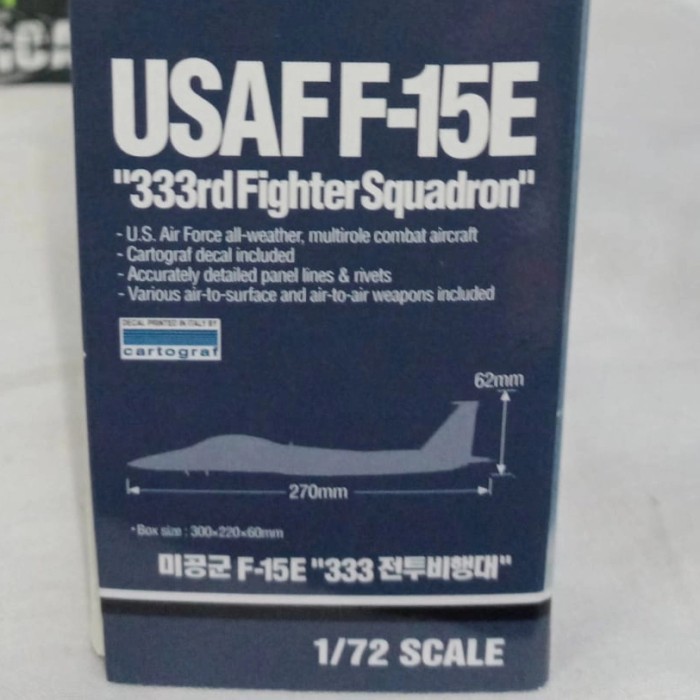 USAF F-15E
"333rd Fighter Squadron"
- U.S. Air Force all-weather, multirole combat aircraft
- Cartograf decal included
- Accurately detailed panel lines & rivets
- Various air-to-surface and air-to-air weapons included
DECAL PRINTED IN ITALY BY
cartograf
62mm
270mm
• Box size : 300×220×60mm
미공군 F-15E "333 전투비행대"
1/72 SCALE